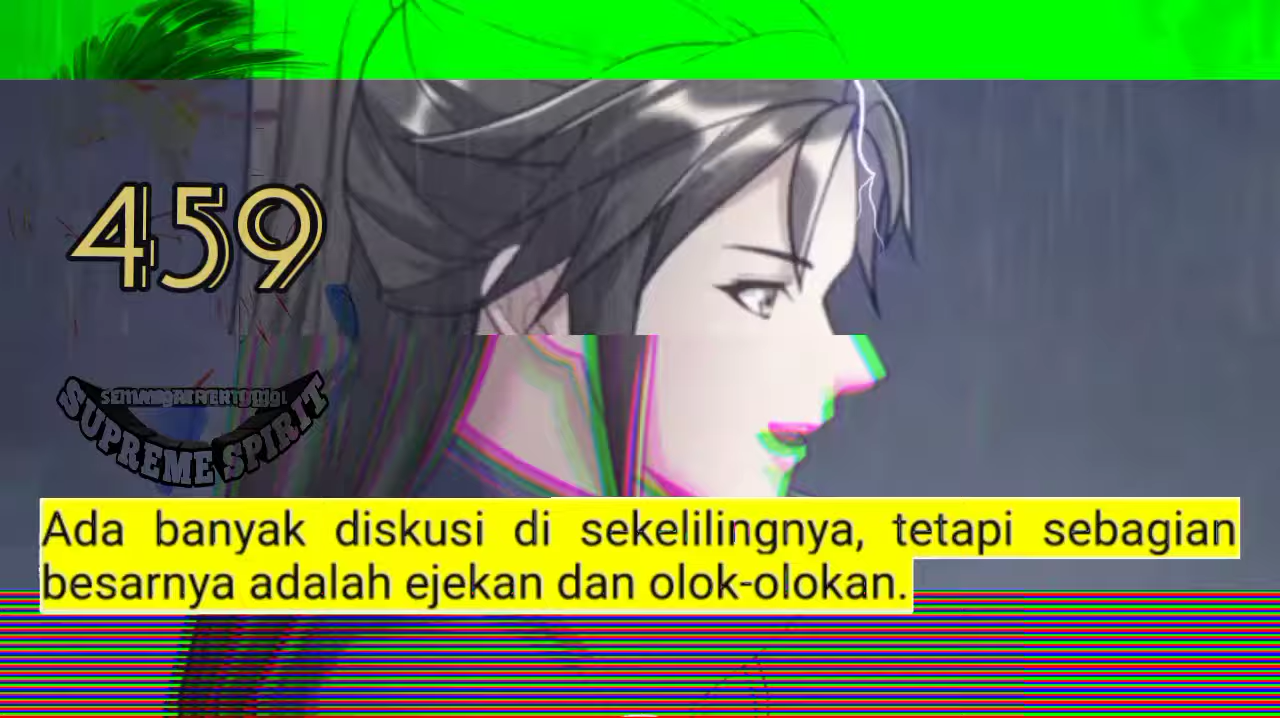 459
SUPREME SPIRIT
Ada banyak diskusi di sekelilingnya, tetapi sebagian
besarnya adalah ejekan dan olok-olokan.